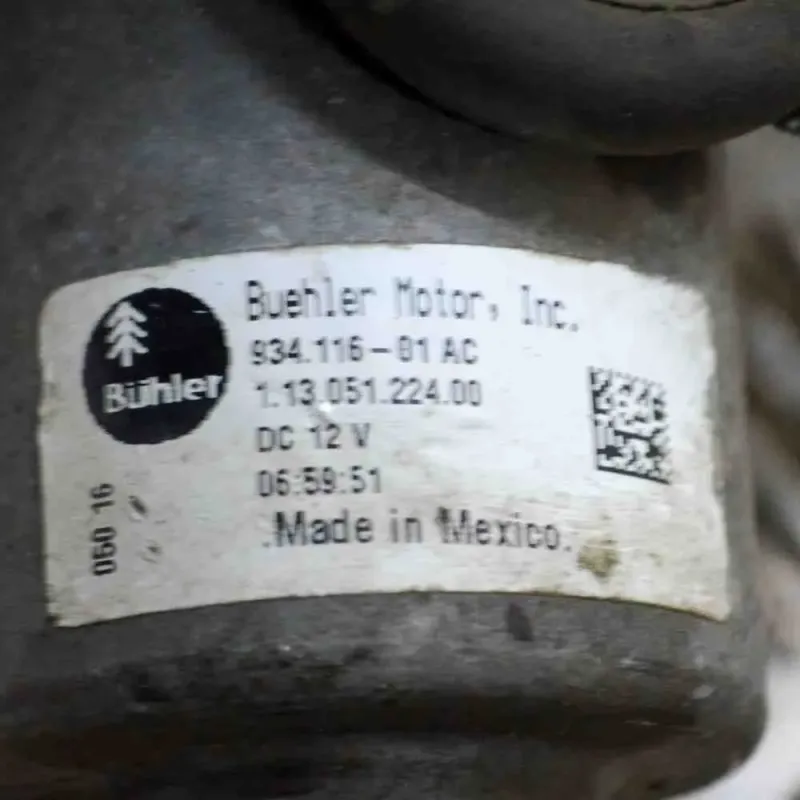 Bühler
Buehler Motor, Inc.
934.116-01 AC
1.13.051.224.00
DC 12 V
06:59:51
.Made in Mexico.
060 16